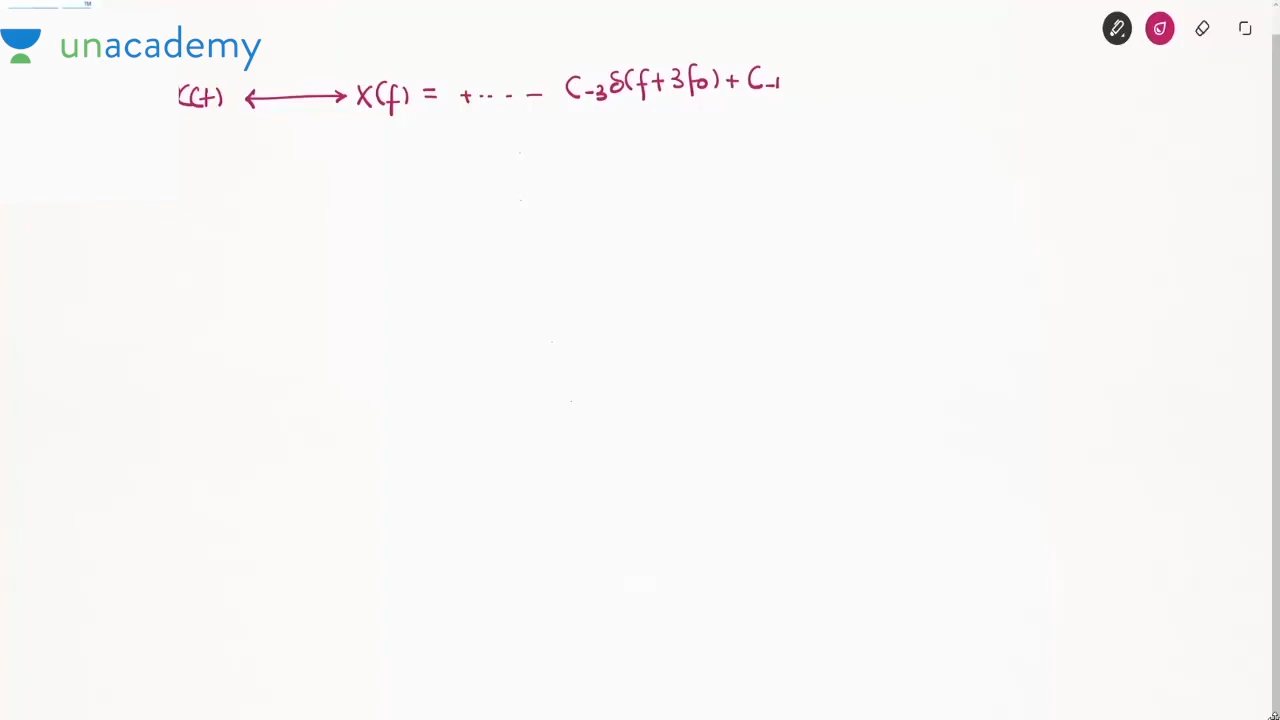 unacademy
x(t) ⟷ X(f) = + ---- C₋₃δ(f+3f₀) + C₋₁